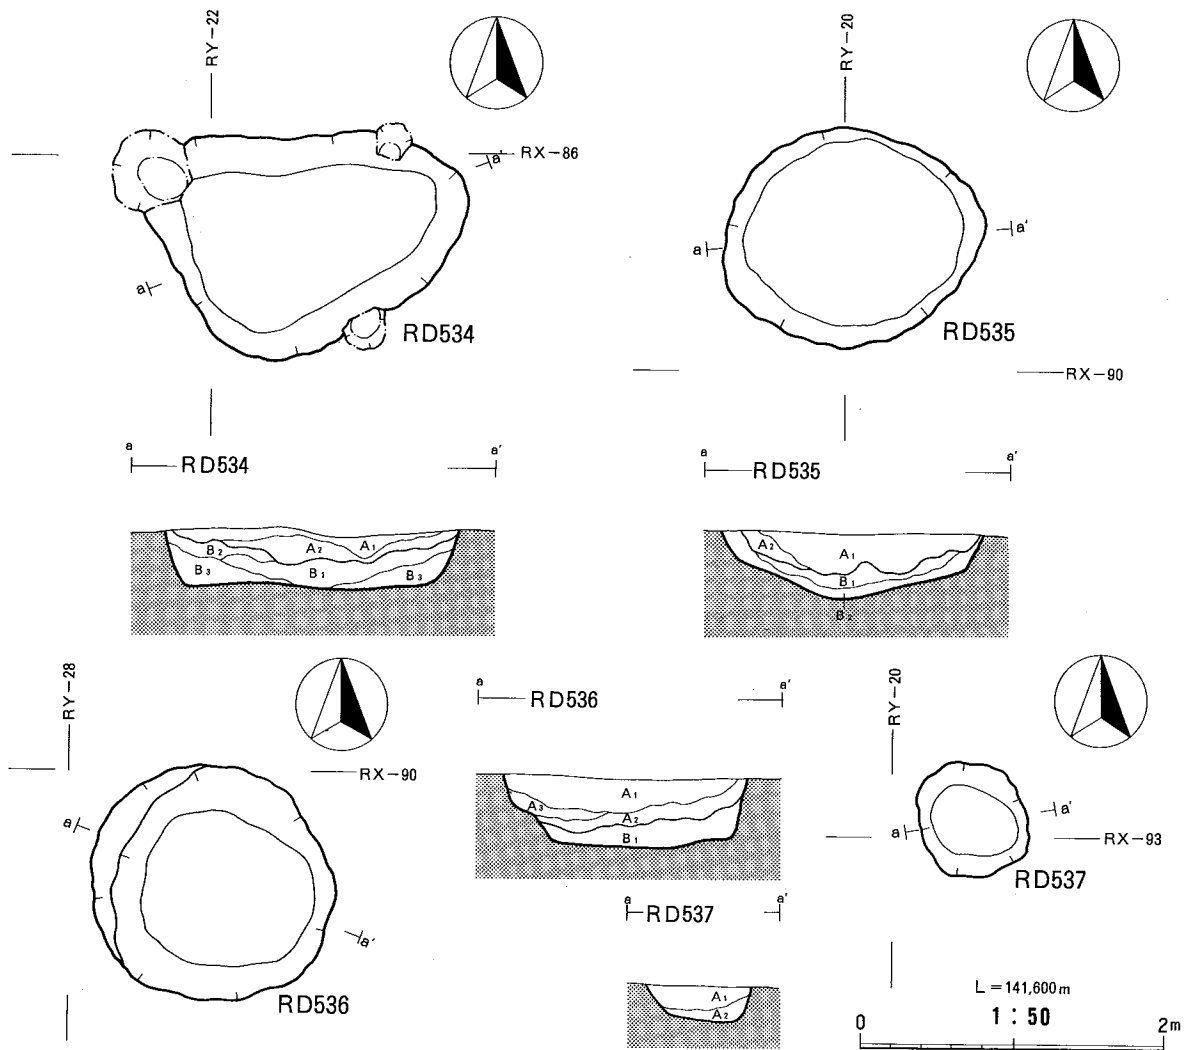 RY-22
RX-86
a
a'
RD534
RY-20
a
a'
RD535
RX-90
a
RD534
a'
A1
A2
B2
B1
B3
B3
a
RD535
a'
A2
A1
B1
B2
RY-28
RX-90
a
a'
RD536
a
RD536
a'
A1
A3
A2
B1
RY-20
a
a'
RX-93
RD537
a
RD537
a'
A1
A2
L=141,600m
1:50
0
2m